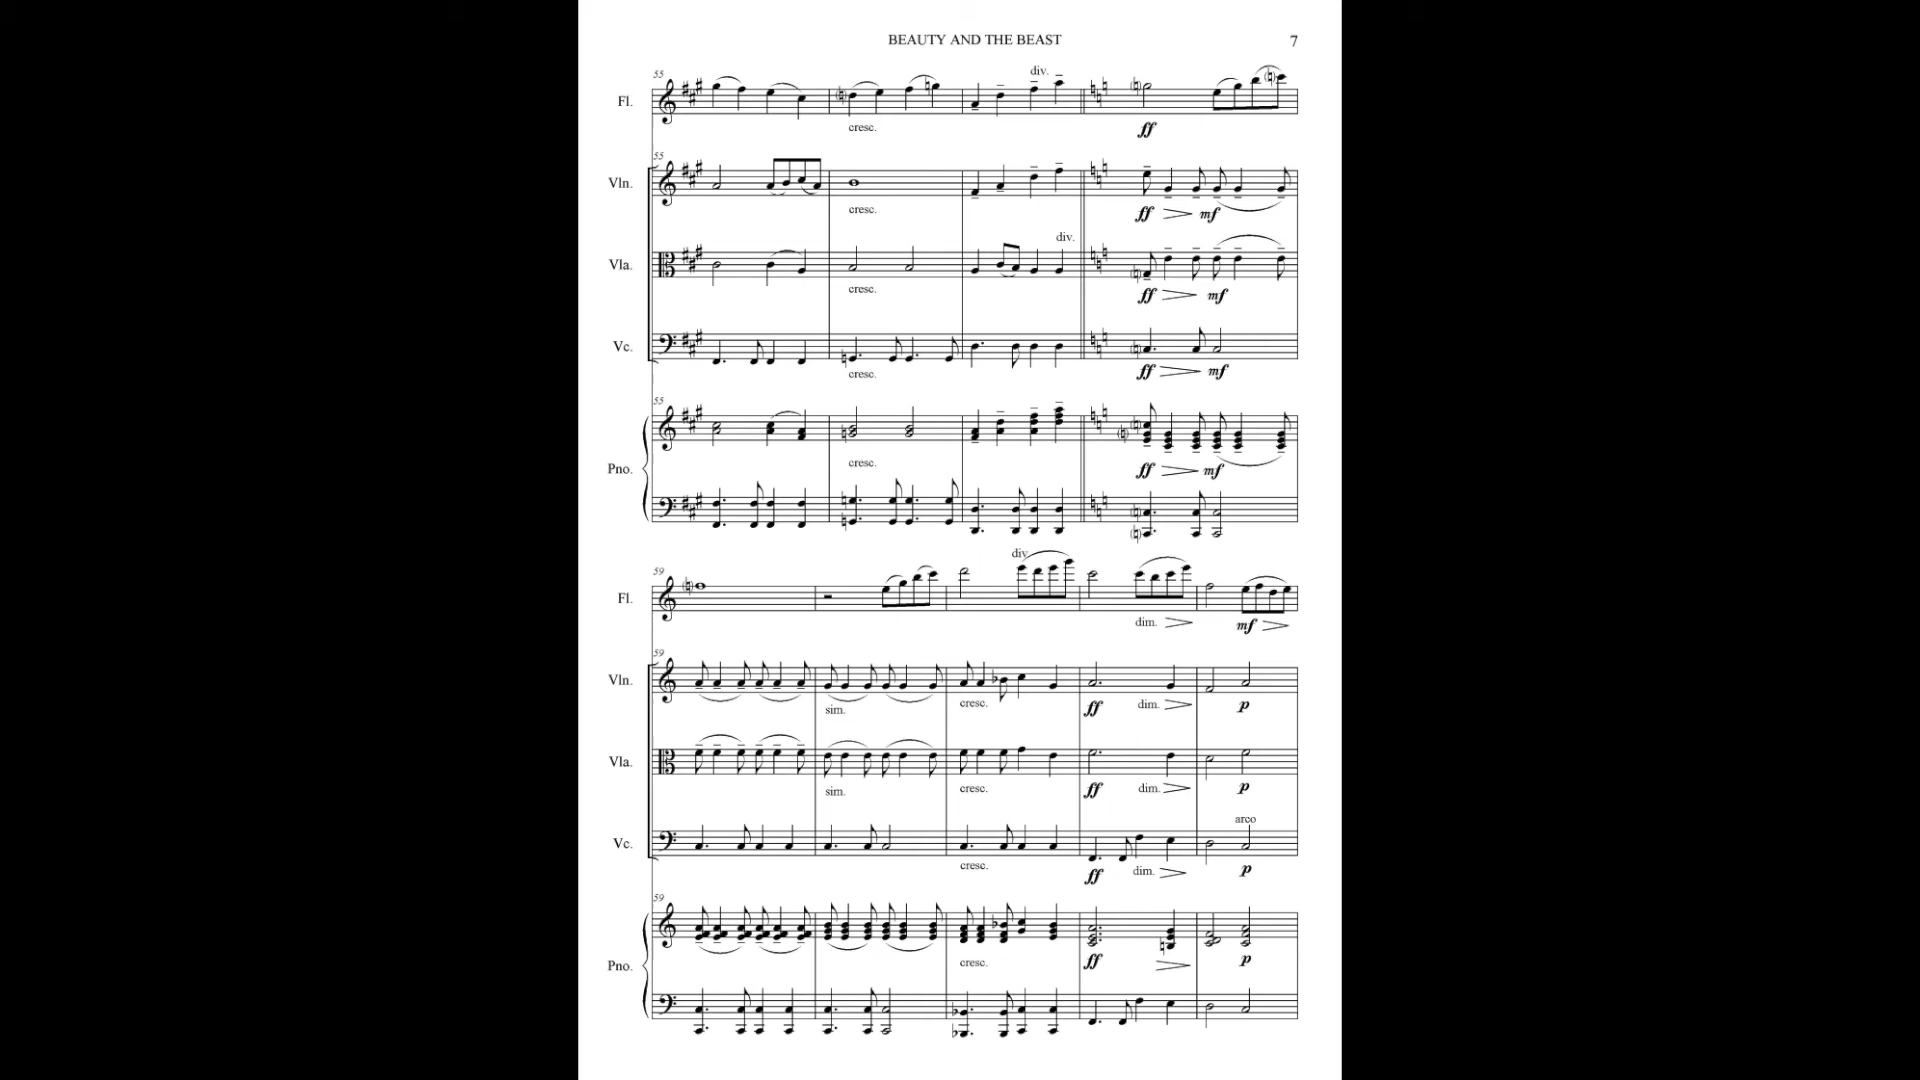 BEAUTY AND THE BEAST 7
div.
55
Fl.
cresc.
ff
55
Vln.
cresc.
ff mf
div.
Vla.
cresc.
ff mf
Vc.
cresc.
ff mf
55
cresc.
Pno.
ff mf
div.
59
Fl.
dim.
mf
59
Vln.
sim.
cresc.
ff
dim.
p
Vla.
sim.
cresc.
ff
dim.
p
arco
Vc.
cresc.
ff
dim.
p
59
Pno.
cresc.
ff
p